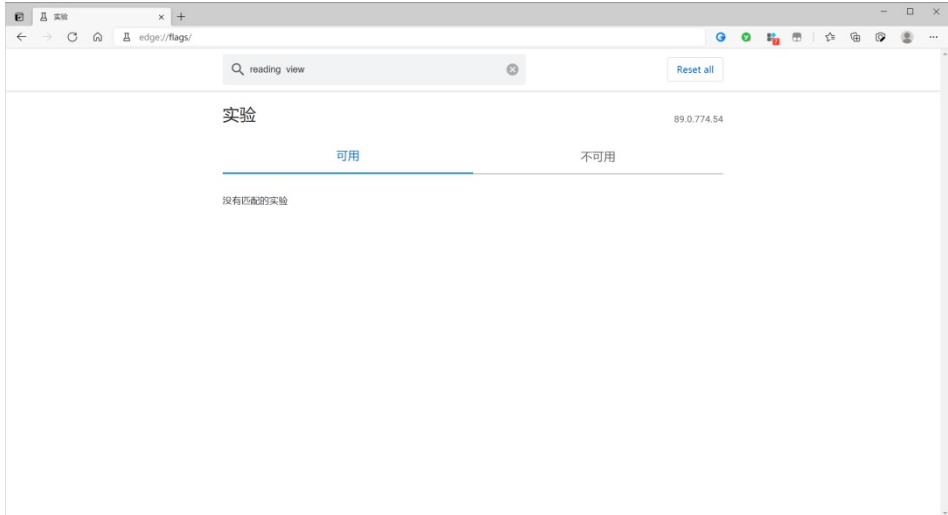 实验
edge://flags/
7
reading view
Reset all
实验
89.0.774.54
可用
不可用
没有匹配的实验